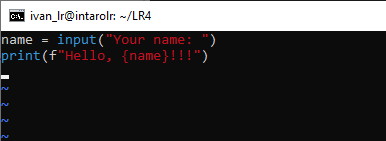 ivan_lr@intarolr: ~/LR4
name = input("Your name: ")
print(f"Hello, {name}!!!")
~
~
~
~